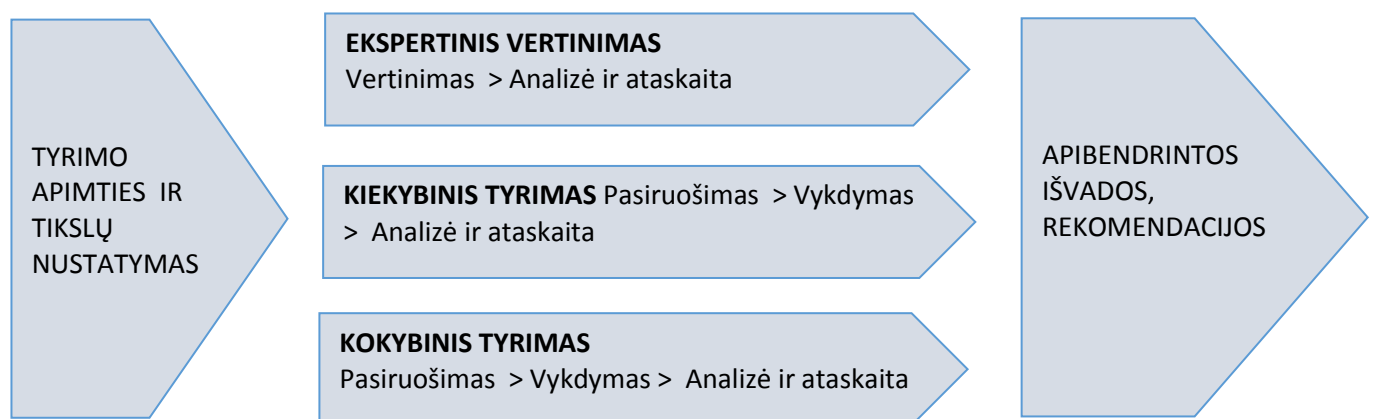 TYRIMO
APIMTIES IR
TIKSLŲ
NUSTATYMAS
EKSPERTINIS VERTINIMAS
Vertinimas > Analizė ir ataskaita
KIEKYBINIS TYRIMAS Pasiruošimas > Vykdymas
> Analizė ir ataskaita
KOKYBINIS TYRIMAS
Pasiruošimas > Vykdymas > Analizė ir ataskaita
APIBENDRINTOS
IŠVADOS,
REKOMENDACIJOS